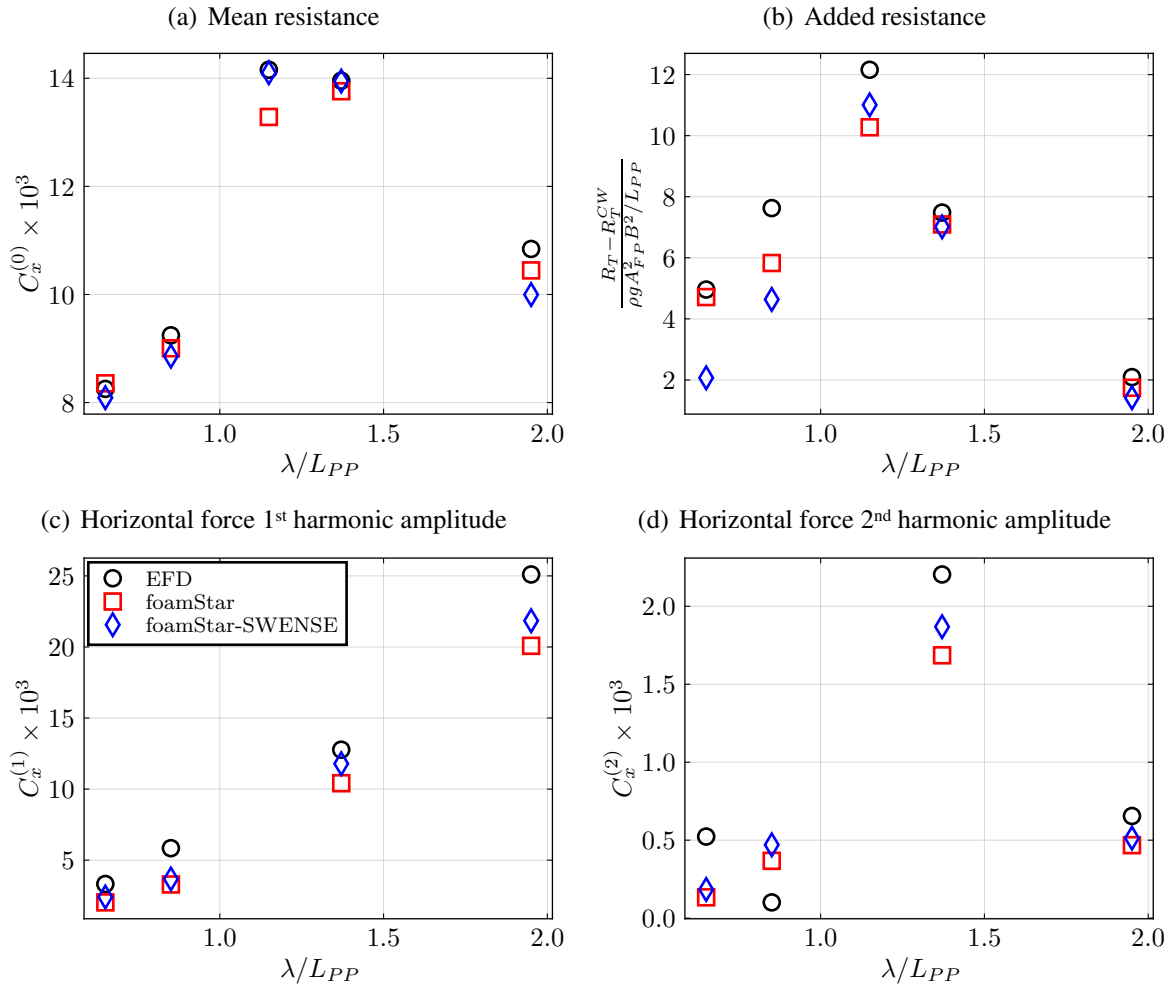 (a) Mean resistance
14
12
10
8
C_x^{(0)} × 10^3
1.0 1.5 2.0
λ/L_{PP}
(b) Added resistance
12
10
8
6
4
2
R_T − R_T^{CW}
ρgA_{FP}^2 B^2/L_{PP}
1.0 1.5 2.0
λ/L_{PP}
(c) Horizontal force 1st harmonic amplitude
25
20
15
10
5
C_x^{(1)} × 10^3
EFD
foamStar
foamStar-SWENSE
1.0 1.5 2.0
λ/L_{PP}
(d) Horizontal force 2nd harmonic amplitude
2.0
1.5
1.0
0.5
0.0
C_x^{(2)} × 10^3
1.0 1.5 2.0
λ/L_{PP}